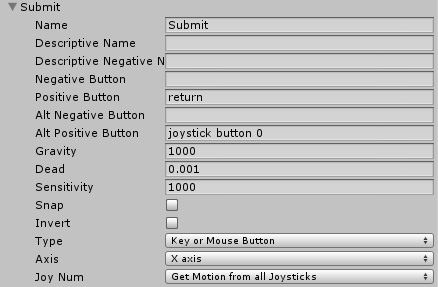 Submit
Name Submit
Descriptive Name
Descriptive Negative N
Negative Button
Positive Button return
Alt Negative Button
Alt Positive Button joystick button 0
Gravity 1000
Dead 0.001
Sensitivity 1000
Snap
Invert
Type Key or Mouse Button
Axis X axis
Joy Num Get Motion from all Joysticks